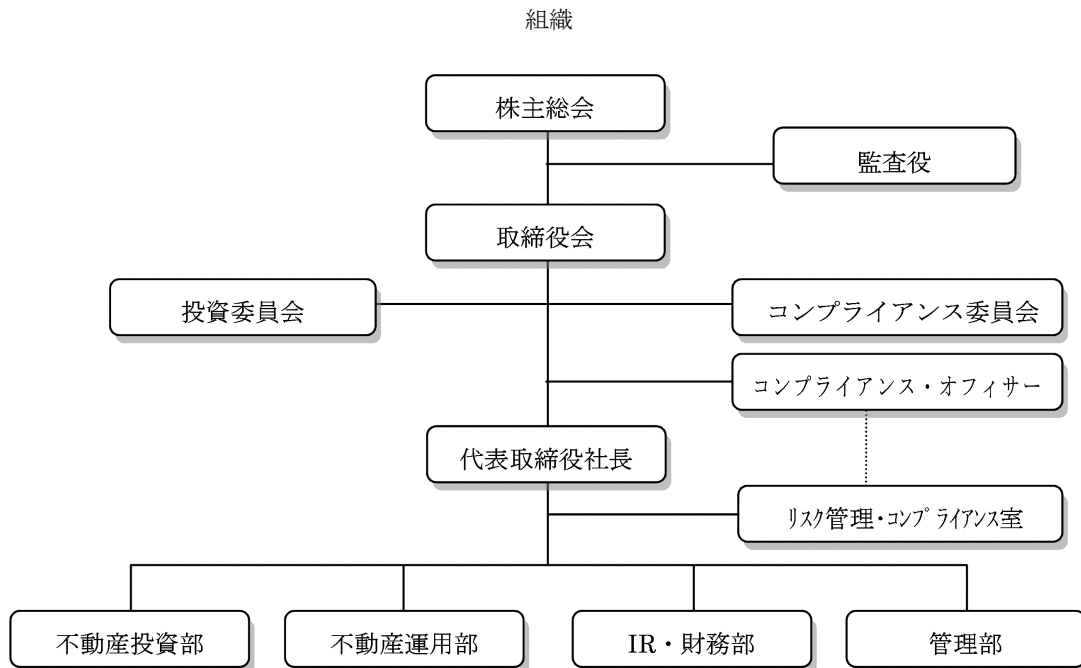 組織
株主総会
監査役
取締役会
投資委員会
コンプライアンス委員会
コンプライアンス・オフィサー
代表取締役社長
リスク管理・コンプライアンス室
不動産投資部
不動産運用部
IR・財務部
管理部